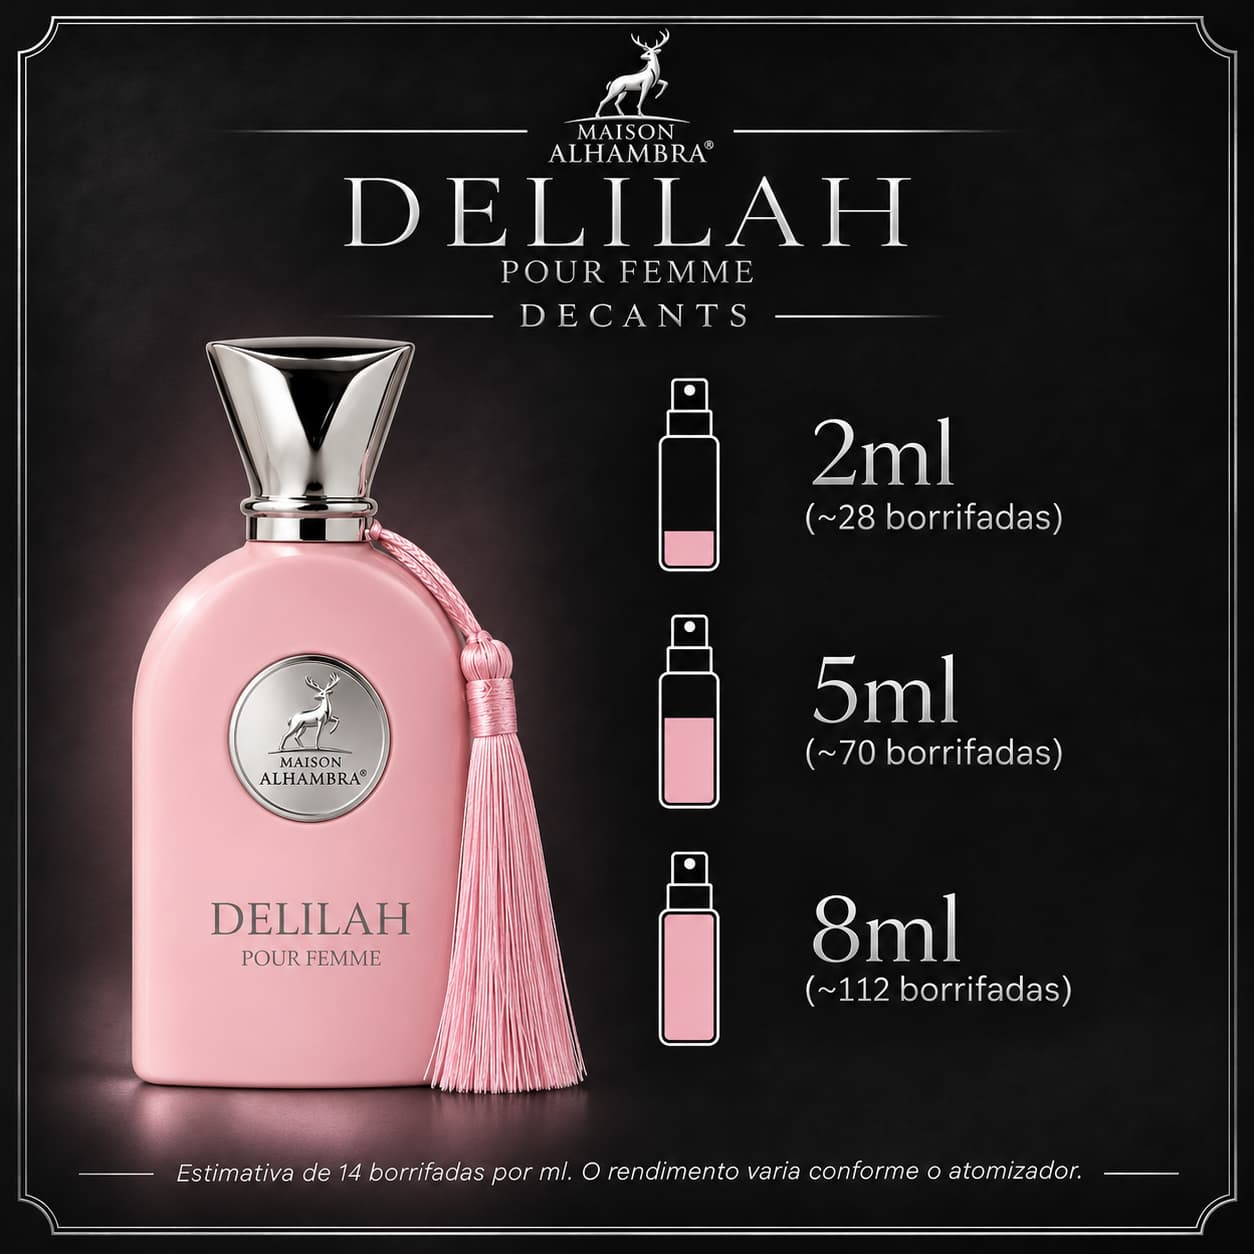 MAISON
ALHAMBRA®
DELILAH
POUR FEMME
DECANTS
2ml
(~28 borrifadas)
5ml
(~70 borrifadas)
8ml
(~112 borrifadas)
MAISON
ALHAMBRA®
DELILAH
POUR FEMME
Estimativa de 14 borrifadas por ml. O rendimento varia conforme o atomizador.